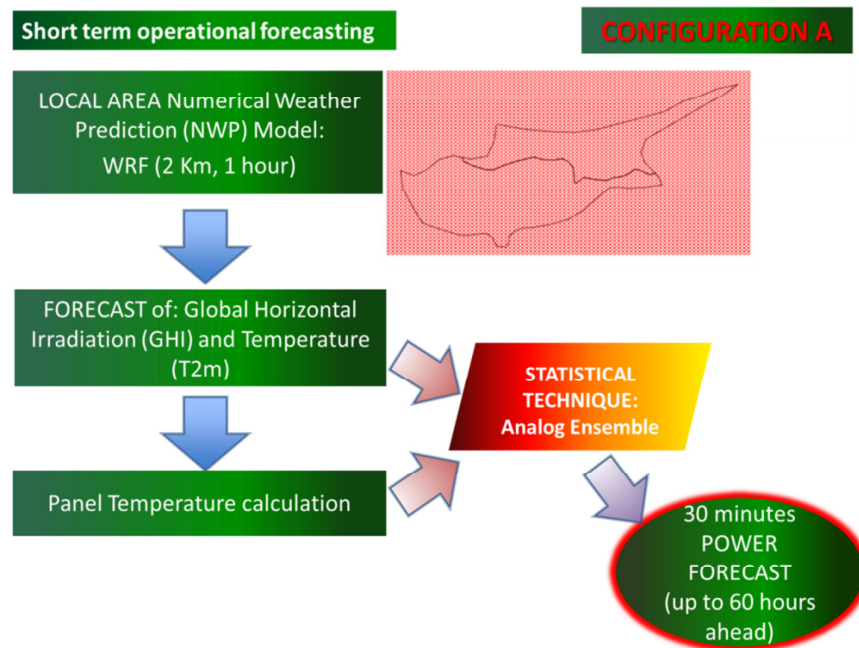 Short term operational forecasting
CONFIGURATION A
LOCAL AREA Numerical Weather
Prediction (NWP) Model:
WRF (2 Km, 1 hour)
FORECAST of: Global Horizontal
Irradiation (GHI) and Temperature
(T2m)
STATISTICAL
TECHNIQUE:
Analog Ensemble
Panel Temperature calculation
30 minutes
POWER
FORECAST
(up to 60 hours
ahead)